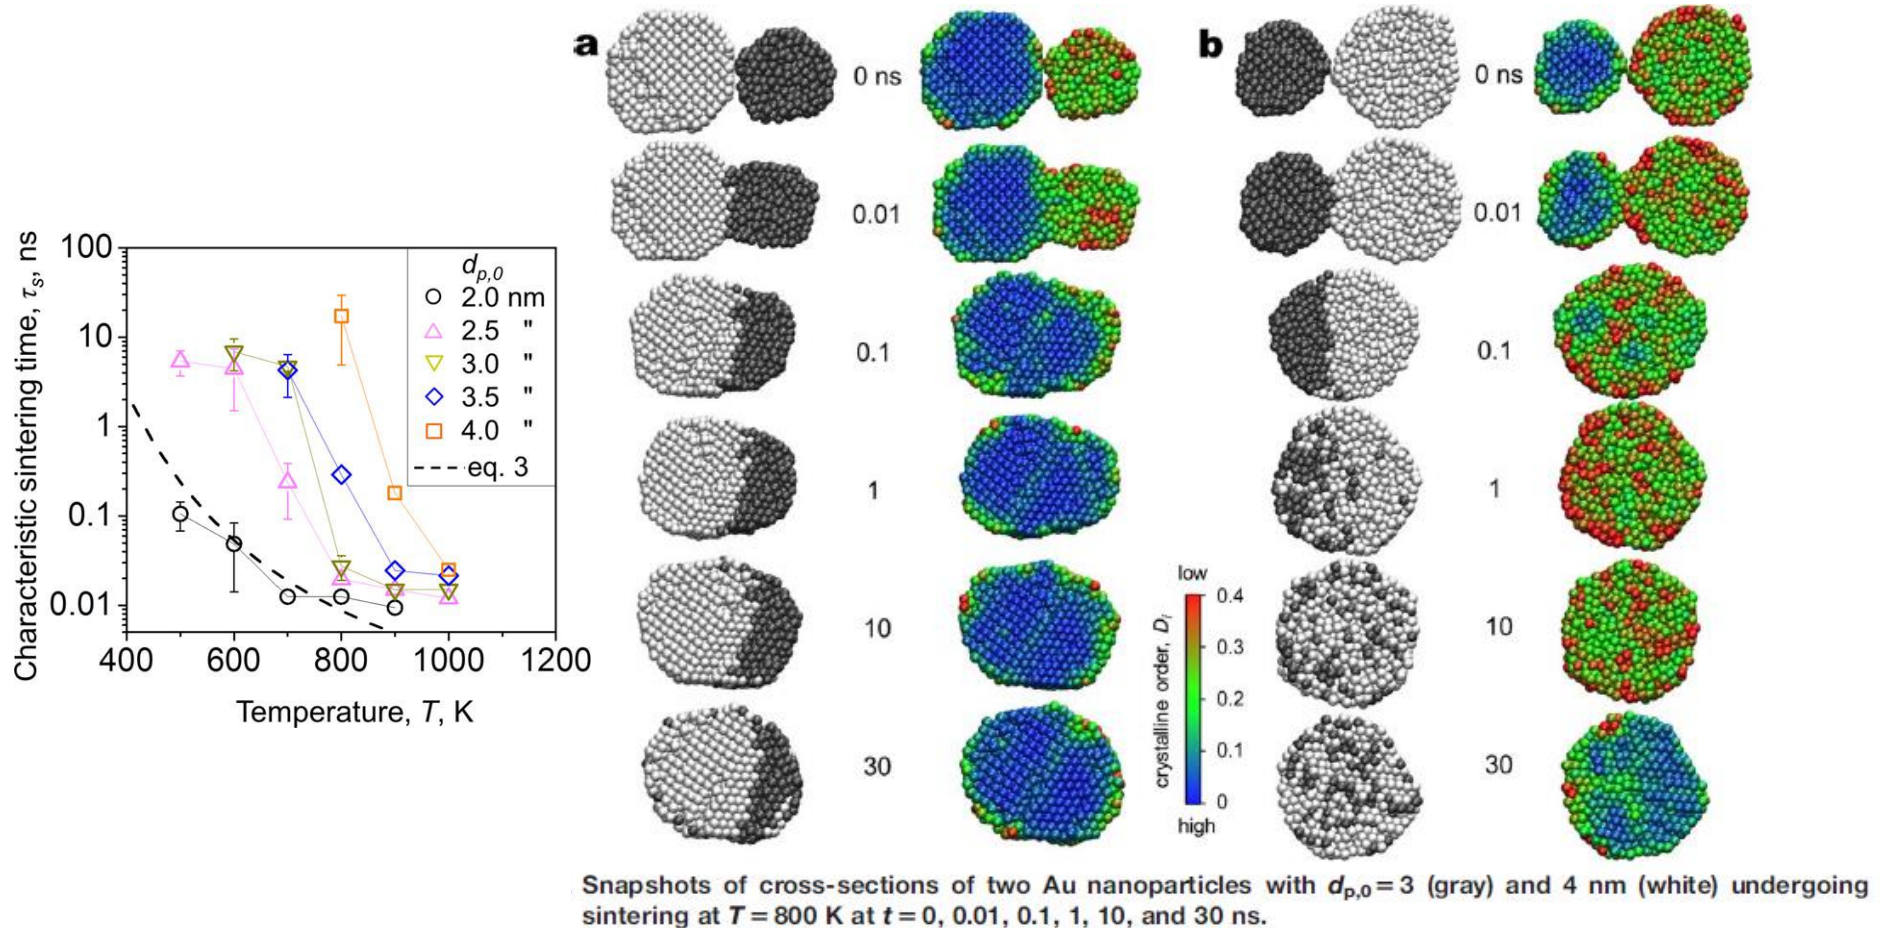 Characteristic sintering time, τs, ns
100
10
1
0.1
0.01
400 600 800 1000 1200
Temperature, T, K
dp,0
2.0 nm
2.5 "
3.0 "
3.5 "
4.0 "
eq. 3
a
0 ns
0.01
0.1
1
10
30
b
0 ns
0.01
0.1
1
10
30
low
0.4
0.3
0.2
0.1
0
high
crystalline order, Di
Snapshots of cross-sections of two Au nanoparticles with dp,0 = 3 (gray) and 4 nm (white) undergoing
sintering at T = 800 K at t = 0, 0.01, 0.1, 1, 10, and 30 ns.